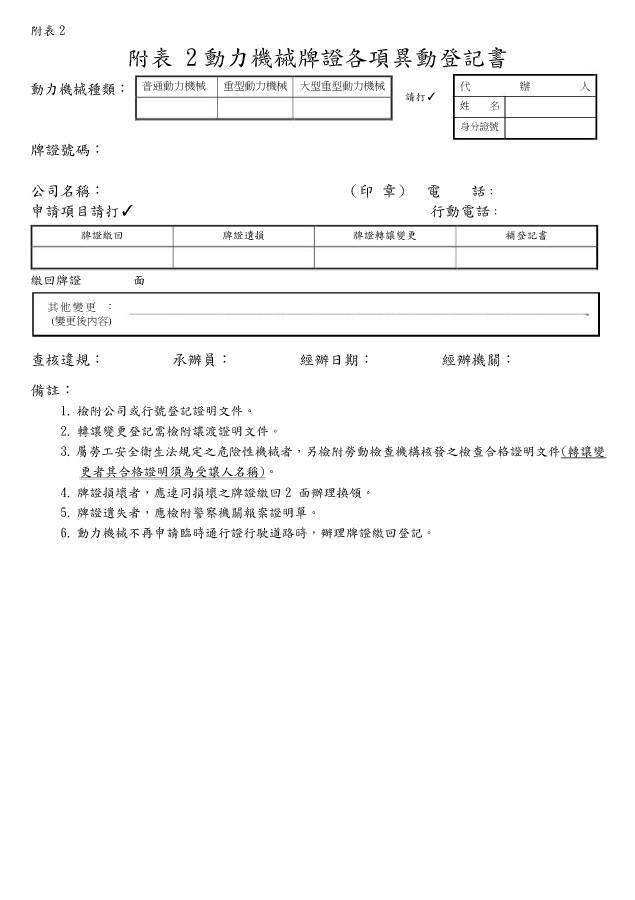 附表 2
附表 2動力機械牌證各項異動登記書
動力機械種類： 普通動力機械 重型動力機械 大型重型動力機械 請打✓ 代 辦 人
姓 名
身分證號
牌證號碼：
公司名稱： （印 章） 電 話：
申請項目請打✓ 行動電話：
牌證繳回 牌證遺損 牌證轉讓變更 補登記書
繳回牌證 面
其他變更 ：
(變更後內容)
查核違規： 承辦員： 經辦日期： 經辦機關：
備註：
1. 檢附公司或行號登記證明文件。
2. 轉讓變更登記需檢附讓渡證明文件。
3. 屬勞工安全衛生法規定之危險性機械者，另檢附勞動檢查機構核發之檢查合格證明文件(轉讓變
更者其合格證明須為受讓人名稱)。
4. 牌證損壞者，應連同損壞之牌證繳回2 面辦理換領。
5. 牌證遺失者，應檢附警察機關報案證明單。
6. 動力機械不再申請臨時通行證行駛道路時，辦理牌證繳回登記。